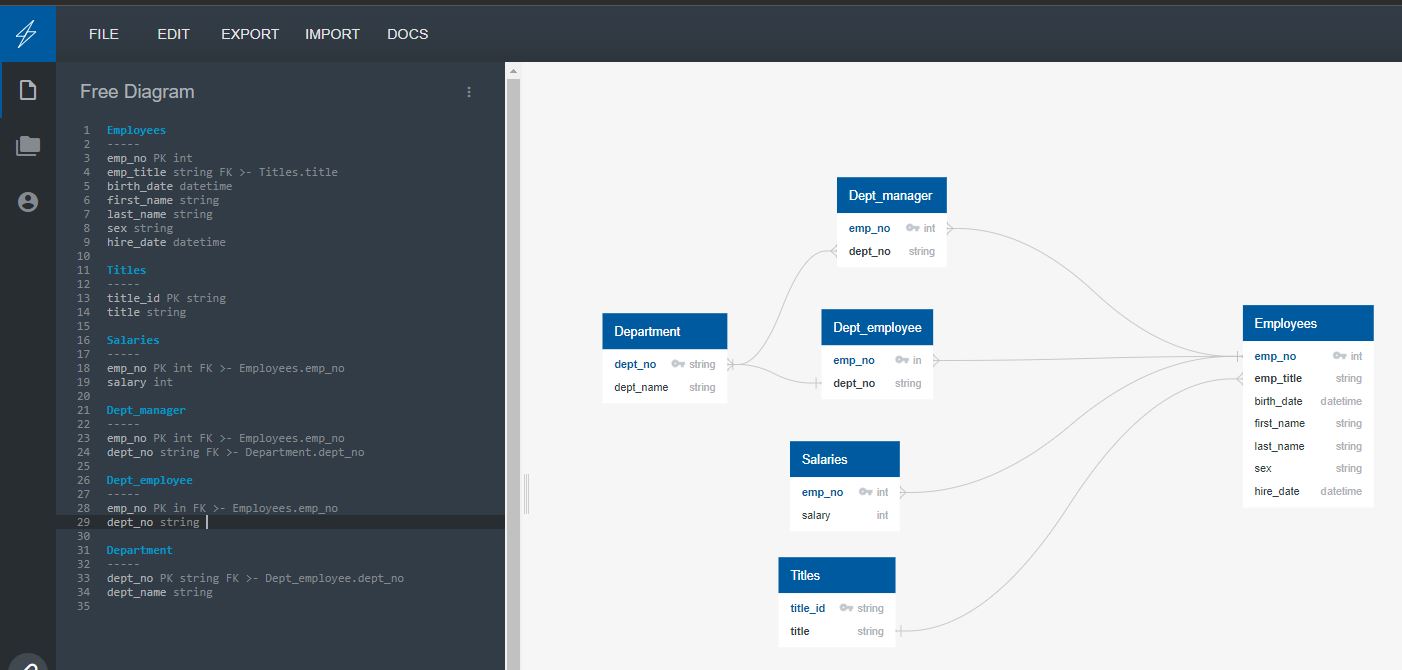 FILE EDIT EXPORT IMPORT DOCS
Free Diagram
1 Employees
2 -----
3 emp_no PK int
4 emp_title string FK >- Titles.title
5 birth_date datetime
6 first_name string
7 last_name string
8 sex string
9 hire_date datetime
10
11 Titles
12 -----
13 title_id PK string
14 title string
15
16 Salaries
17 -----
18 emp_no PK int FK >- Employees.emp_no
19 salary int
20
21 Dept_manager
22 -----
23 emp_no PK int FK >- Employees.emp_no
24 dept_no string FK >- Department.dept_no
25
26 Dept_employee
27 -----
28 emp_no PK in FK >- Employees.emp_no
29 dept_no string
30
31 Department
32 -----
33 dept_no PK string FK >- Dept_employee.dept_no
34 dept_name string
35
Dept_manager
emp_no int
dept_no string
Department
dept_no string
dept_name string
Dept_employee
emp_no in
dept_no string
Employees
emp_no int
emp_title string
birth_date datetime
first_name string
last_name string
sex string
hire_date datetime
Salaries
emp_no int
salary int
Titles
title_id string
title string